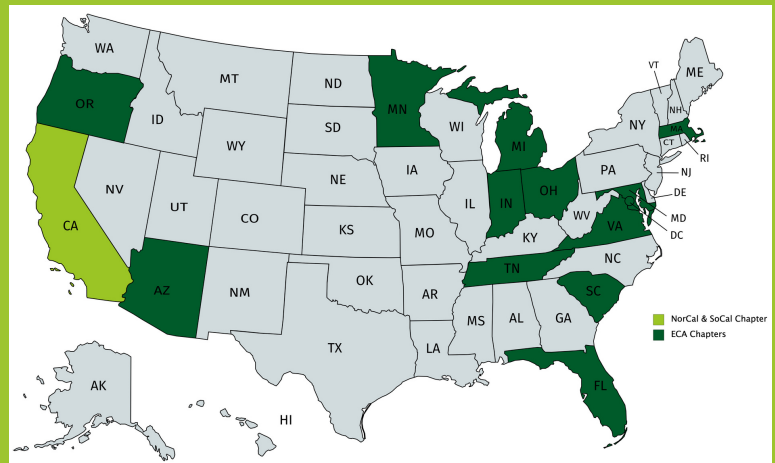 WA
MT
ND
MN
OR
ID
SD
WI
WY
MI
VT
ME
NH
NY
MA
CT
RI
NV
NE
IA
PA
NJ
UT
CO
IL
IN
OH
DE
CA
KS
MO
WV
VA
MD
DC
KY
AZ
NM
OK
AR
TN
NC
SC
MS
AL
GA
NorCal & SoCal Chapter
ECA Chapters
TX
LA
FL
AK
HI